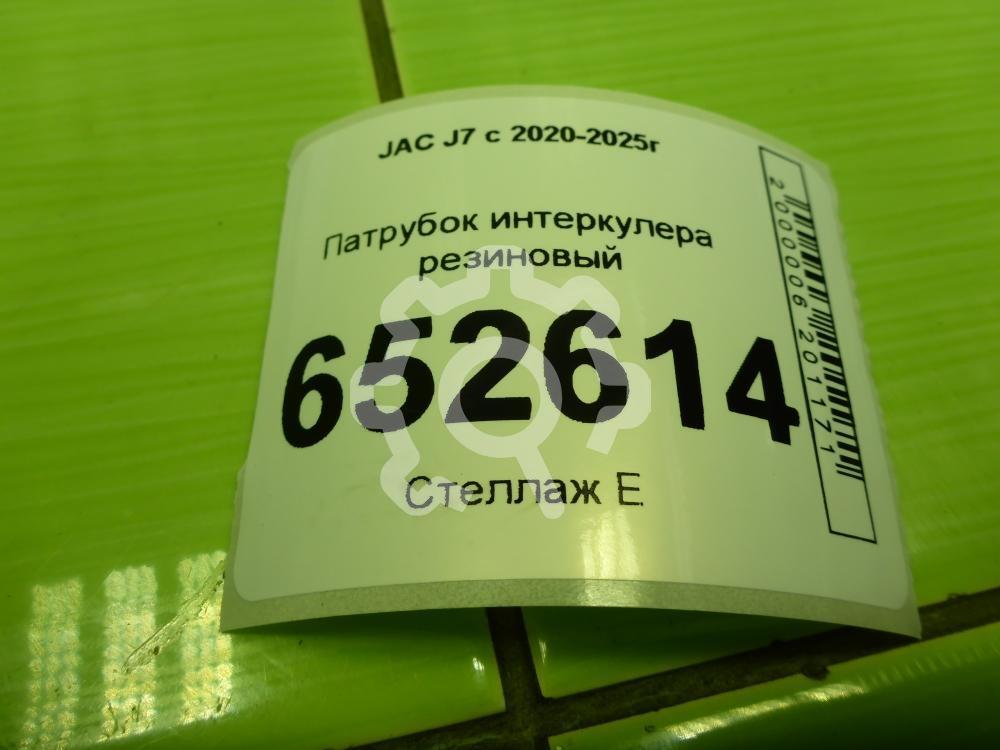 JAC J7 с 2020-2025г
Патрубок интеркулера
резиновый
652614
Стеллаж Е
2000006201171